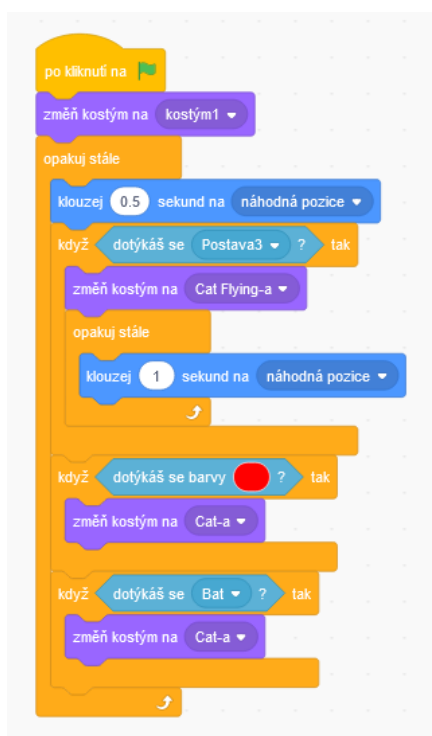 po kliknutí na
změň kostým na kostým1
opakuj stále
klouzej 0.5 sekund na náhodná pozice
když dotýkáš se Postava3 ? tak
změň kostým na Cat Flying-a
opakuj stále
klouzej 1 sekund na náhodná pozice
když dotýkáš se barvy ? tak
změň kostým na Cat-a
když dotýkáš se Bat ? tak
změň kostým na Cat-a